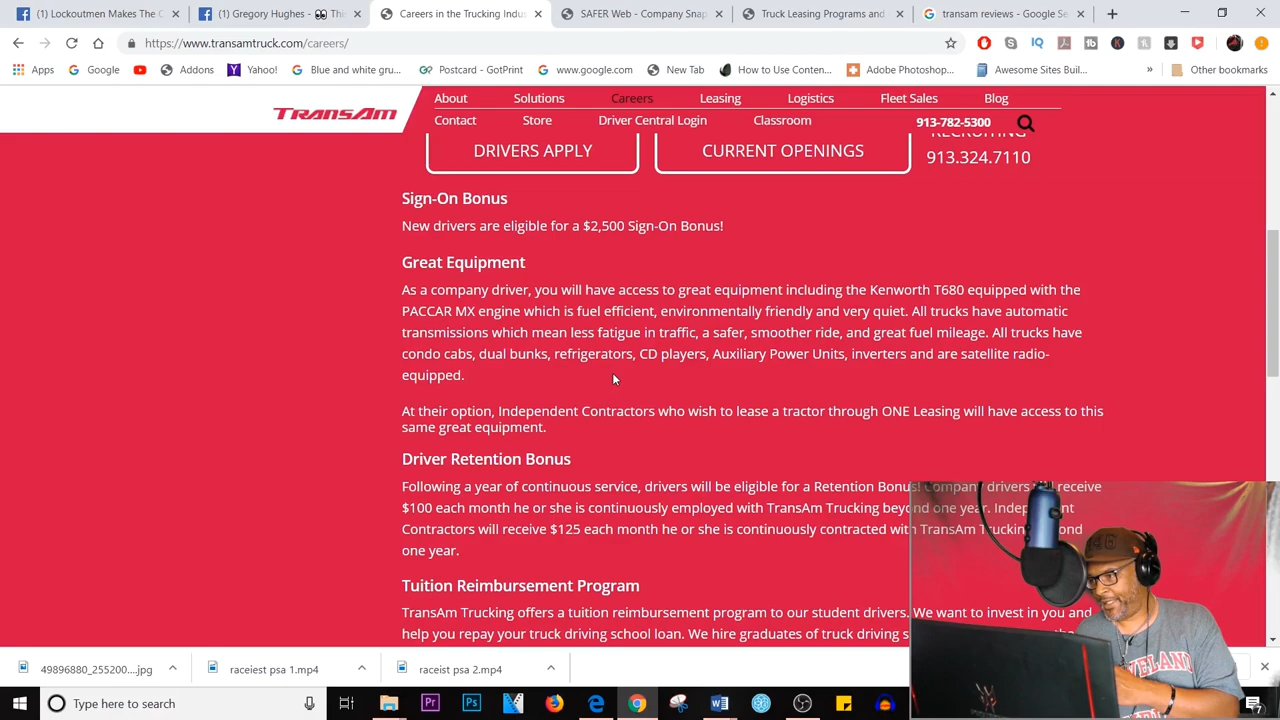 (1) Lockoutmen Makes The C
(1) Gregory Hughes - 👀 Thi
Careers in the Trucking Indus
SAFER Web - Company Snap
Truck Leasing Programs and
transam reviews - Google Se
https://www.transamtruck.com/careers/
Apps
Google
Addons
Yahoo!
Blue and white gru...
Postcard - GotPrint
www.google.com
New Tab
How to Use Conten...
Adobe Photoshop...
Awesome Sites Buil...
»
Other bookmarks
TRANSAM
About
Solutions
Careers
Leasing
Logistics
Fleet Sales
Blog
Contact
Store
Driver Central Login
Classroom
913-782-5300
RECRUITING
DRIVERS APPLY
CURRENT OPENINGS
913.324.7110
Sign-On Bonus
New drivers are eligible for a $2,500 Sign-On Bonus!
Great Equipment
As a company driver, you will have access to great equipment including the Kenworth T680 equipped with the
PACCAR MX engine which is fuel efficient, environmentally friendly and very quiet. All trucks have automatic
transmissions which mean less fatigue in traffic, a safer, smoother ride, and great fuel mileage. All trucks have
condo cabs, dual bunks, refrigerators, CD players, Auxiliary Power Units, inverters and are satellite radio-
equipped.
At their option, Independent Contractors who wish to lease a tractor through ONE Leasing will have access to this
same great equipment.
Driver Retention Bonus
Following a year of continuous service, drivers will be eligible for a Retention Bonus! Company drivers will receive
$100 each month he or she is continuously employed with TransAm Trucking beyond one year. Independent
Contractors will receive $125 each month he or she is continuously contracted with TransAm Trucking beyond
one year.
Tuition Reimbursement Program
TransAm Trucking offers a tuition reimbursement program to our student drivers. We want to invest in you and
help you repay your truck driving school loan. We hire graduates of truck driving
49896880_255200....jpg
raceiest psa 1.mp4
raceist psa 2.mp4
Type here to search
Pr
Ps
7